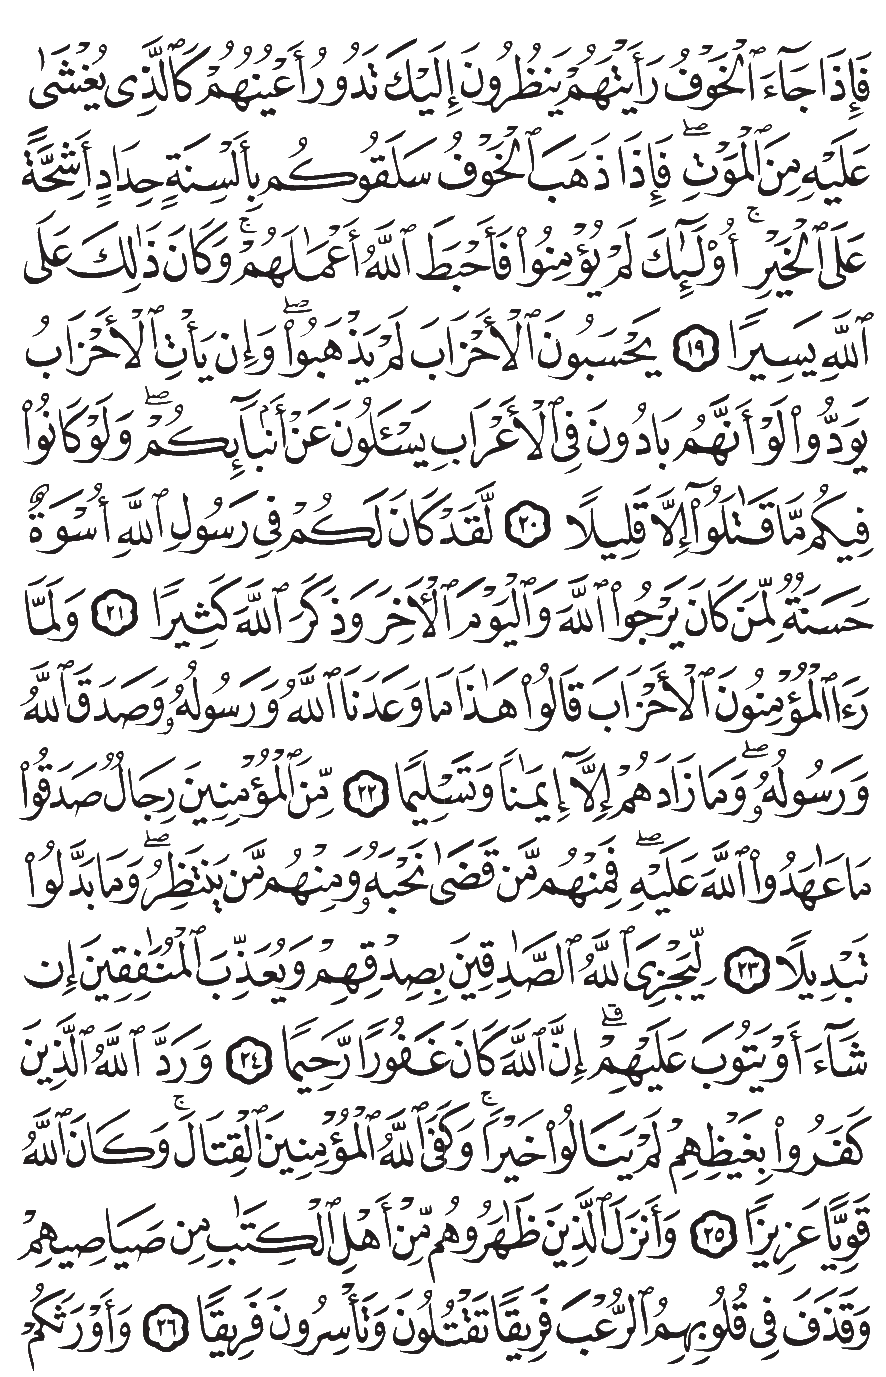 فَإِذَا جَآءَ ٱلْخَوْفُ رَأَيْتَهُمْ يَنظُرُونَ إِلَيْكَ تَدُورُ أَعْيُنُهُمْ كَٱلَّذِى يُغْشَىٰ
عَلَيْهِ مِنَ ٱلْمَوْتِ ۖ فَإِذَا ذَهَبَ ٱلْخَوْفُ سَلَقُوكُم بِأَلْسِنَةٍ حِدَادٍ أَشِحَّةً
عَلَى ٱلْخَيْرِ ۚ أُو۟لَـٰٓئِكَ لَمْ يُؤْمِنُوا۟ فَأَحْبَطَ ٱللَّهُ أَعْمَـٰلَهُمْ ۚ وَكَانَ ذَٰلِكَ عَلَى
ٱللَّهِ يَسِيرًا ١٩ يَحْسَبُونَ ٱلْأَحْزَابَ لَمْ يَذْهَبُوا۟ ۖ وَإِن يَأْتِ ٱلْأَحْزَابُ
يَوَدُّوا۟ لَوْ أَنَّهُم بَادُونَ فِى ٱلْأَعْرَابِ يَسْـَٔلُونَ عَنْ أَنۢبَآئِكُمْ ۖ وَلَوْ كَانُوا۟
فِيكُم مَّا قَـٰتَلُوٓا۟ إِلَّا قَلِيلًا ٢٠ لَّقَدْ كَانَ لَكُمْ فِى رَسُولِ ٱللَّهِ أُسْوَةٌ
حَسَنَةٌ لِّمَن كَانَ يَرْجُوا۟ ٱللَّهَ وَٱلْيَوْمَ ٱلْـَٔاخِرَ وَذَكَرَ ٱللَّهَ كَثِيرًا ٢١ وَلَمَّا
رَءَا ٱلْمُؤْمِنُونَ ٱلْأَحْزَابَ قَالُوا۟ هَـٰذَا مَا وَعَدَنَا ٱللَّهُ وَرَسُولُهُۥ وَصَدَقَ ٱللَّهُ
وَرَسُولُهُۥ ۖ وَمَا زَادَهُمْ إِلَّآ إِيمَـٰنًا وَتَسْلِيمًا ٢٢ مِّنَ ٱلْمُؤْمِنِينَ رِجَالٌ صَدَقُوا۟
مَا عَـٰهَدُوا۟ ٱللَّهَ عَلَيْهِ ۖ فَمِنْهُم مَّن قَضَىٰ نَحْبَهُۥ وَمِنْهُم مَّن يَنتَظِرُ ۖ وَمَا بَدَّلُوا۟
تَبْدِيلًا ٢٣ لِّيَجْزِىَ ٱللَّهُ ٱلصَّـٰدِقِينَ بِصِدْقِهِمْ وَيُعَذِّبَ ٱلْمُنَـٰفِقِينَ إِن
شَآءَ أَوْ يَتُوبَ عَلَيْهِمْ ۗ إِنَّ ٱللَّهَ كَانَ غَفُورًا رَّحِيمًا ٢٤ وَرَدَّ ٱللَّهُ ٱلَّذِينَ
كَفَرُوا۟ بِغَيْظِهِمْ لَمْ يَنَالُوا۟ خَيْرًا ۚ وَكَفَى ٱللَّهُ ٱلْمُؤْمِنِينَ ٱلْقِتَالَ ۚ وَكَانَ ٱللَّهُ
قَوِيًّا عَزِيزًا ٢٥ وَأَنزَلَ ٱلَّذِينَ ظَـٰهَرُوهُم مِّنْ أَهْلِ ٱلْكِتَـٰبِ مِن صَيَاصِيهِمْ
وَقَذَفَ فِى قُلُوبِهِمُ ٱلرُّعْبَ فَرِيقًا تَقْتُلُونَ وَتَأْسِرُونَ فَرِيقًا ٢٦ وَأَوْرَثَكُمْ